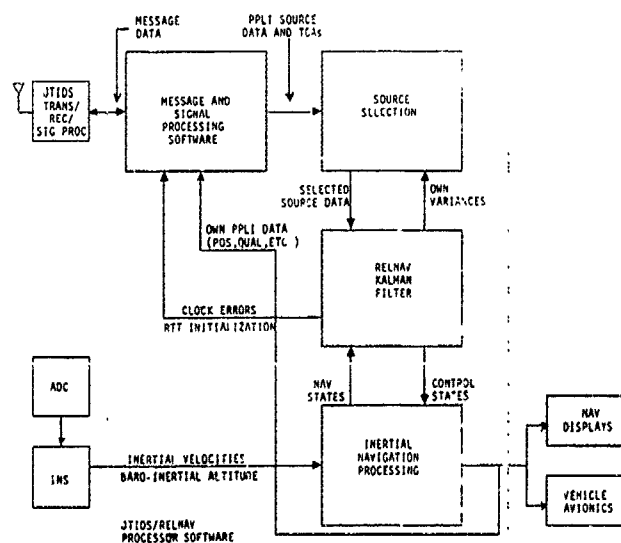 MESSAGE
DATA
PPLI SOURCE
DATA AND TOAs
JTIDS
TRANS/
REC/
SIG PROC
MESSAGE AND
SIGNAL
PROCESSING
SOFTWARE
SOURCE
SELECTION
SELECTED
SOURCE DATA
OWN
VARIANCES
OWN PPLI DATA
(POS,QUAL,ETC )
RELNAV
KALMAN
FILTER
CLOCK ERRORS
RTT INITIALIZATION
NAV
STATES
CONTROL
STATES
ADC
INS
INERTIAL VELOCITIES
BARO-INERTIAL ALTITUDE
INERTIAL
NAVIGATION
PROCESSING
NAV
DISPLAYS
VEHICLE
AVIONICS
JTIDS/RELNAV
PROCESSOR SOFTWARE